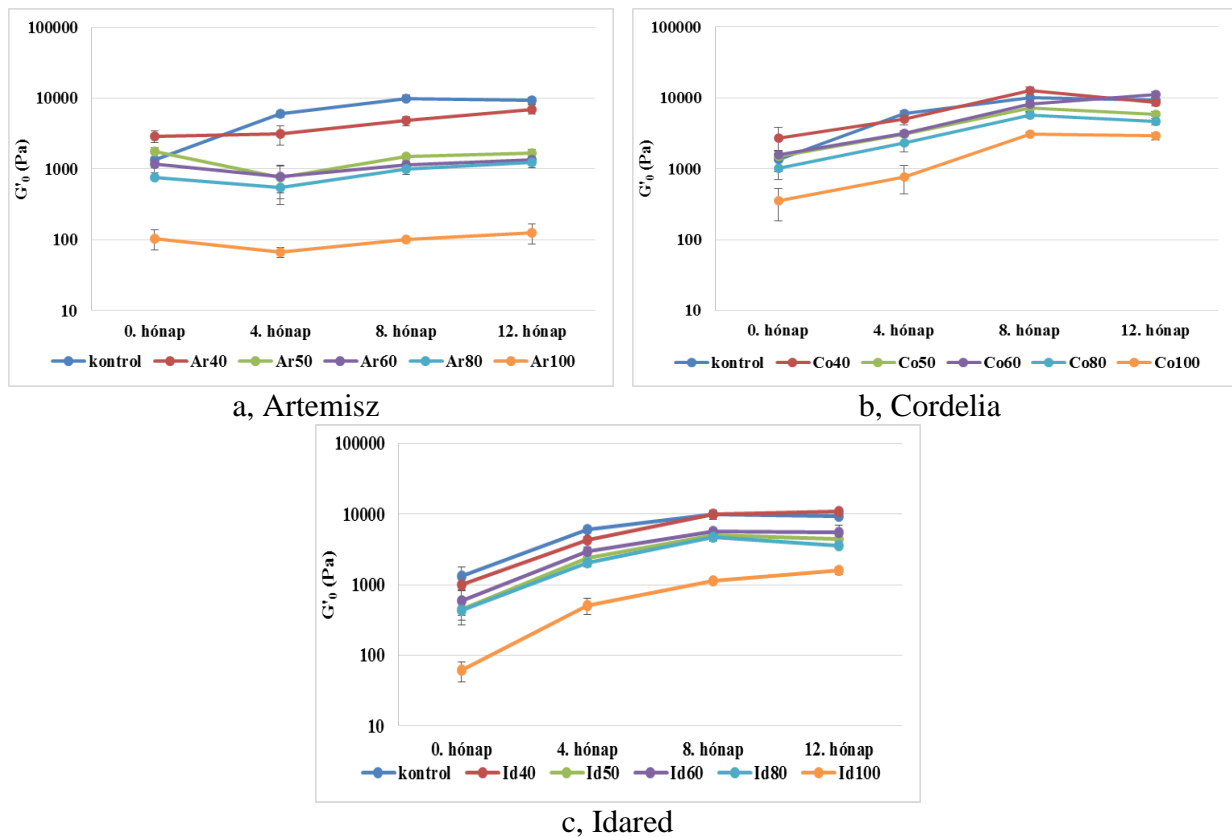 100000
10000
1000
100
10
G'₀ (Pa)
0. hónap 4. hónap 8. hónap 12. hónap
kontrol Ar40 Ar50 Ar60 Ar80 Ar100
a, Artemisz
100000
10000
1000
100
10
G'₀ (Pa)
0. hónap 4. hónap 8. hónap 12. hónap
kontrol Co40 Co50 Co60 Co80 Co100
b, Cordelia
100000
10000
1000
100
10
G'₀ (Pa)
0. hónap 4. hónap 8. hónap 12. hónap
kontrol Id40 Id50 Id60 Id80 Id100
c, Idared